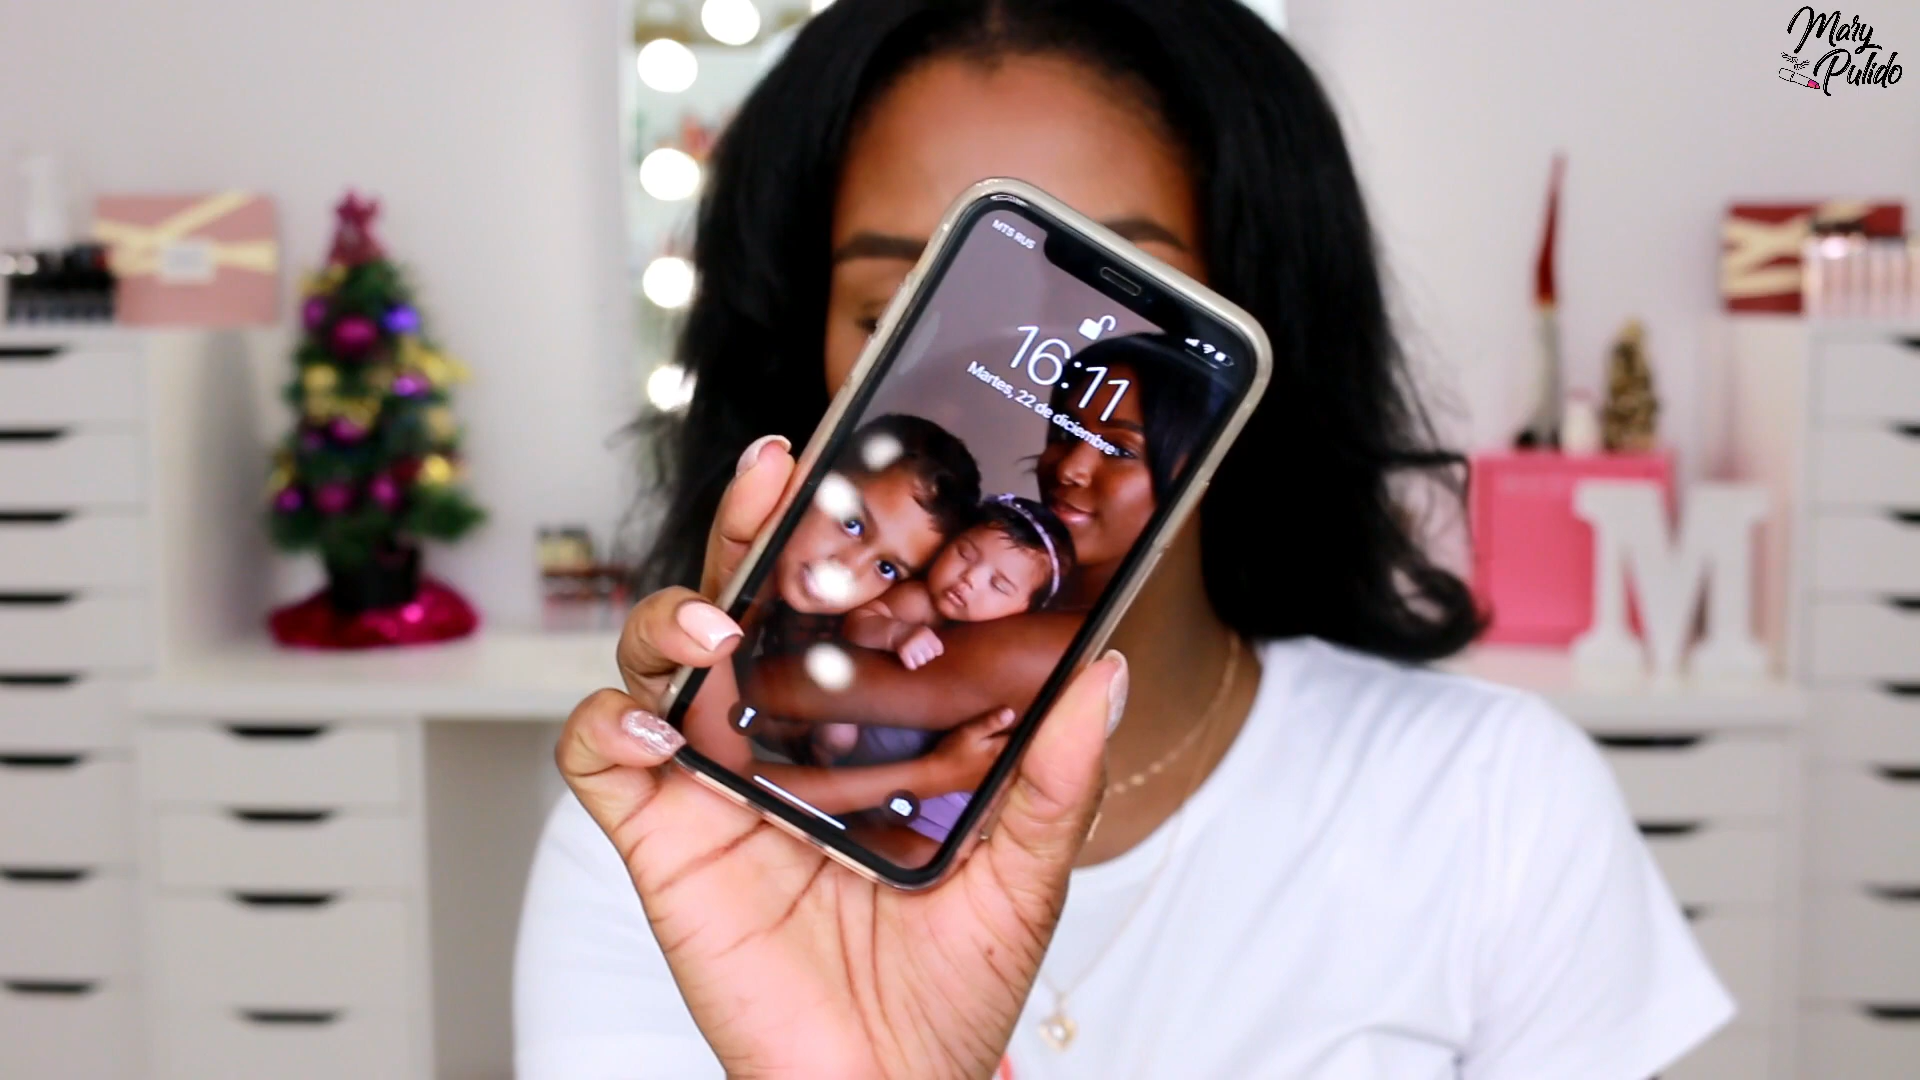 Mary
Pulido
MTS RUS
16:11
Martes, 22 de diciembre
M